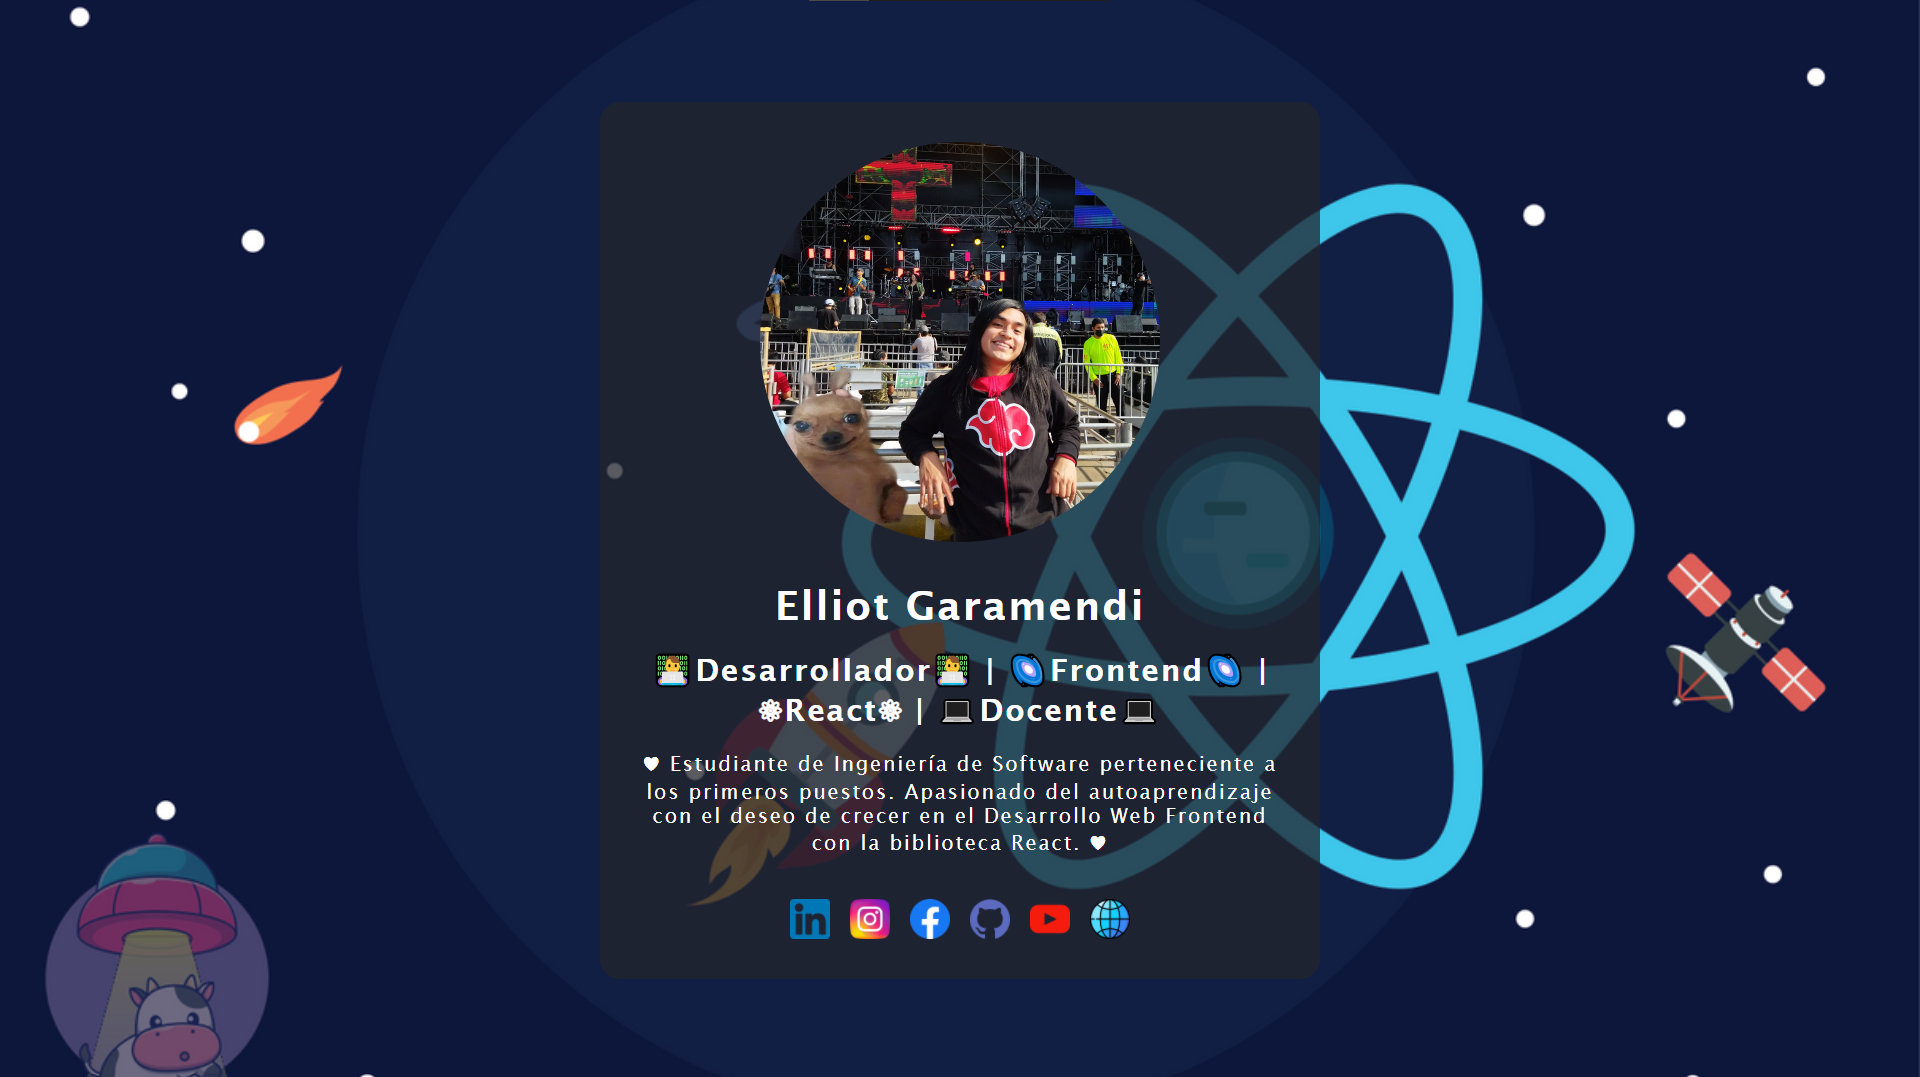 Elliot Garamendi
👨‍💻Desarrollador👨‍💻 | 🌀Frontend🌀 |
⚛React⚛ | 💻Docente💻
♥ Estudiante de Ingeniería de Software perteneciente a
los primeros puestos. Apasionado del autoaprendizaje
con el deseo de crecer en el Desarrollo Web Frontend
con la biblioteca React. ♥
in